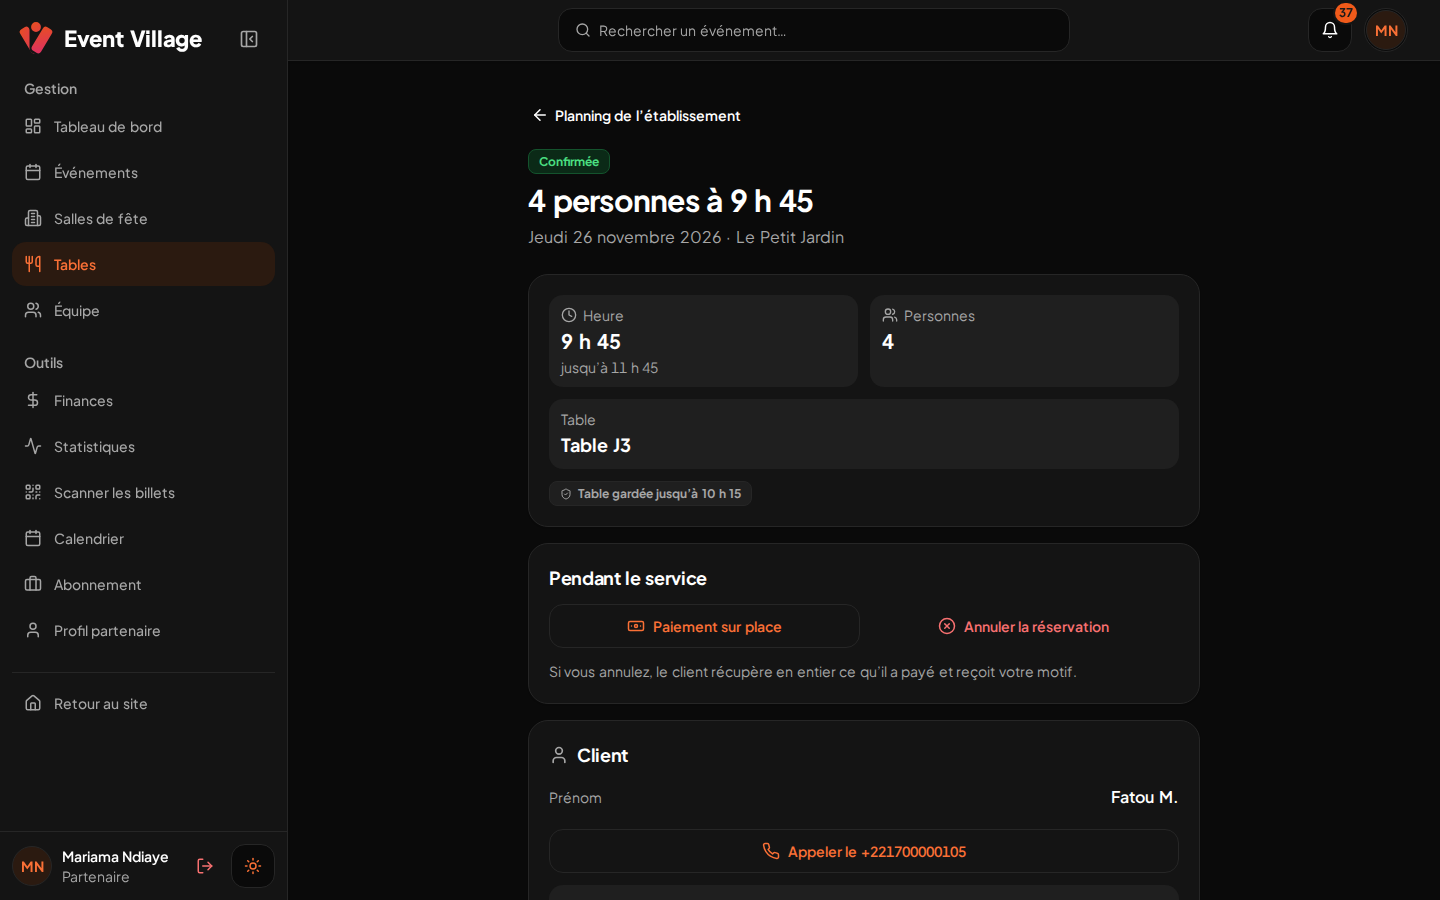 Event Village
Rechercher un événement...
37
MN
Gestion
Tableau de bord
Événements
Salles de fête
Tables
Équipe
Outils
Finances
Statistiques
Scanner les billets
Calendrier
Abonnement
Profil partenaire
Retour au site
MN
Mariama Ndiaye
Partenaire
Planning de l'établissement
Confirmée
4 personnes à 9 h 45
Jeudi 26 novembre 2026 · Le Petit Jardin
Heure
9 h 45
jusqu'à 11 h 45
Personnes
4
Table
Table J3
Table gardée jusqu'à 10 h 15
Pendant le service
Paiement sur place
Annuler la réservation
Si vous annulez, le client récupère en entier ce qu'il a payé et reçoit votre motif.
Client
Prénom
Fatou M.
Appeler le +221700000105